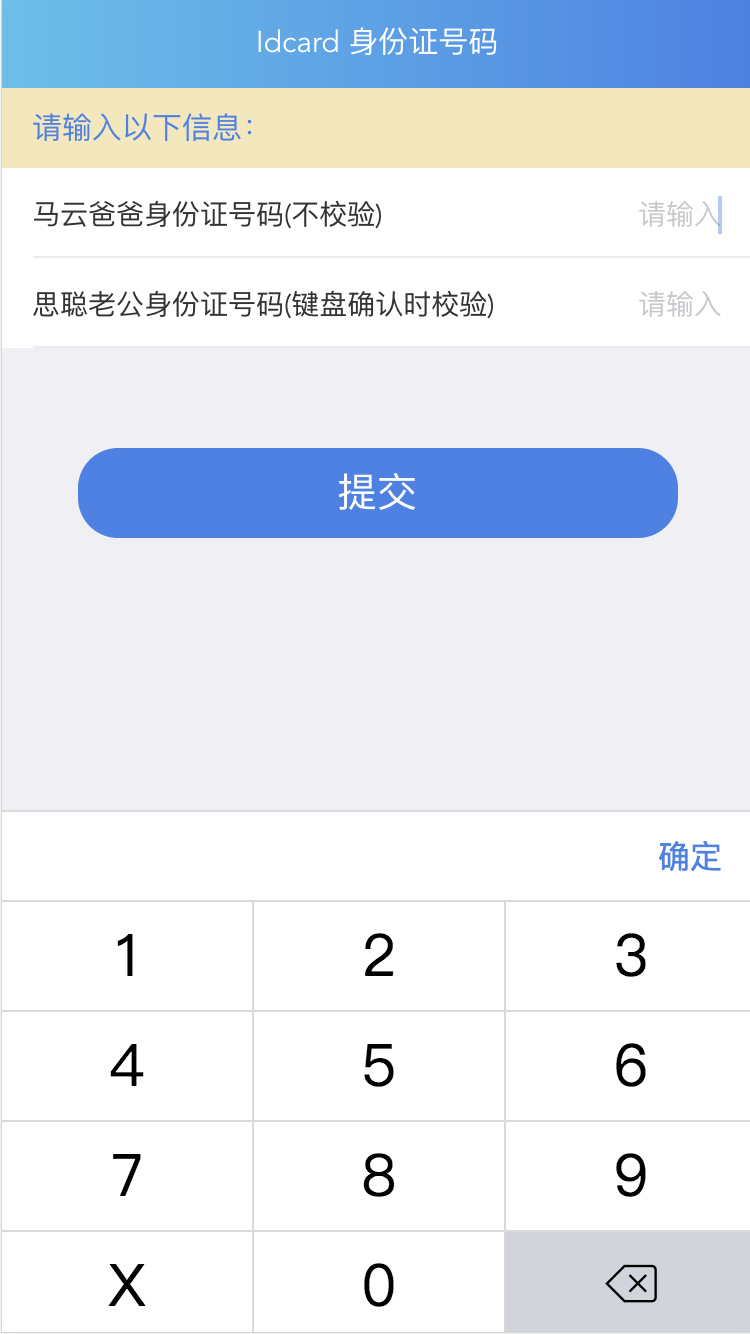 Idcard 身份证号码
请输入以下信息：
马云爸爸身份证号码(不校验) 请输入
思聪老公身份证号码(键盘确认时校验) 请输入
提交
确定
1 2 3
4 5 6
7 8 9
X 0